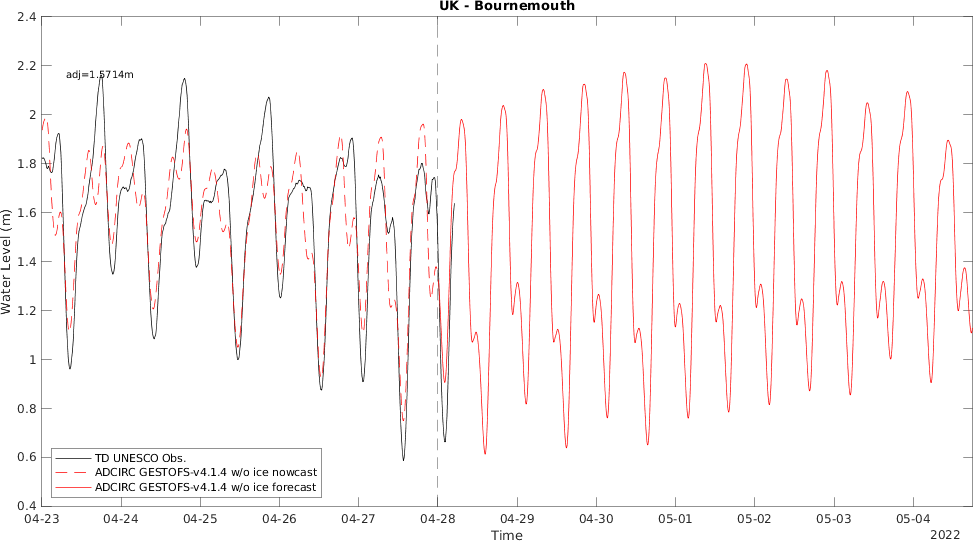 UK - Bournemouth
2.4
2.2
2
1.8
1.6
1.4
1.2
1
0.8
0.6
0.4
Water Level (m)
adj=1.5714m
TD UNESCO Obs.
ADCIRC GESTOFS-v4.1.4 w/o ice nowcast
ADCIRC GESTOFS-v4.1.4 w/o ice forecast
04-23 04-24 04-25 04-26 04-27 04-28 04-29 04-30 05-01 05-02 05-03 05-04
Time
2022